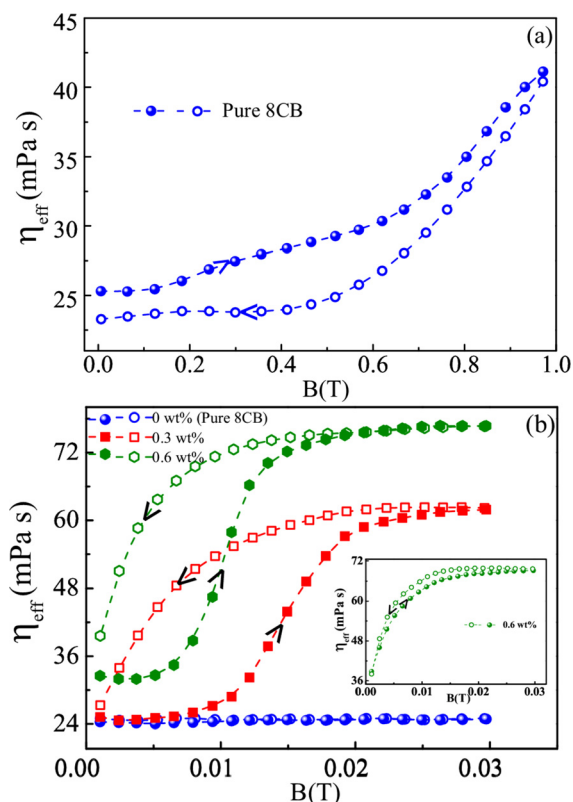 (a)
45
40
35
30
25
η_eff (mPa s)
Pure 8CB
0.0 0.2 0.4 0.6 0.8 1.0
B(T)
(b)
72
60
48
36
24
η_eff (mPa s)
0 wt% (Pure 8CB)
0.3 wt%
0.6 wt%
72
60
48
36
η_eff (mPa s)
0.6 wt%
0.00 0.01 0.02 0.03
B(T)
0.00 0.01 0.02 0.03
B(T)